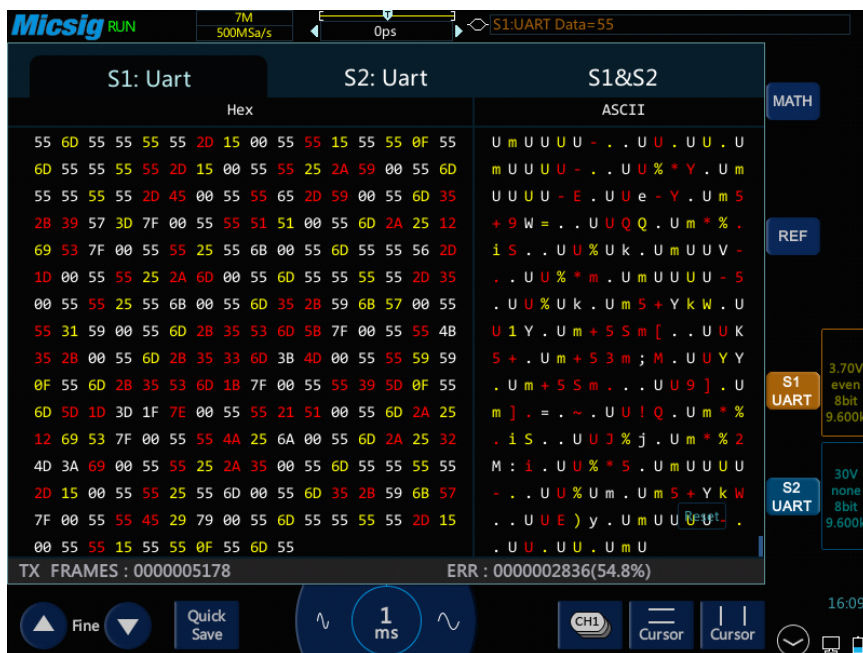 Micsig RUN 7M 500MSa/s T 0ps S1:UART Data=55
S1: Uart S2: Uart S1&S2
Hex ASCII
MATH
55 6D 55 55 55 55 2D 15 00 55 55 15 55 55 0F 55 U m U U U U - . . U U . U U . U
6D 55 55 55 55 2D 15 00 55 55 25 2A 59 00 55 6D m U U U U - . . U U % * Y . U m
55 55 55 55 2D 45 00 55 55 65 2D 59 00 55 6D 35 U U U U - E . U U e - Y . U m 5
2B 39 57 3D 7F 00 55 55 51 51 00 55 6D 2A 25 12 + 9 W = . . U U Q Q . U m * % .
REF
69 53 7F 00 55 55 25 55 6B 00 55 6D 55 55 56 2D i S . . U U % U k . U m U U V -
1D 00 55 55 25 2A 6D 00 55 6D 55 55 55 55 2D 35 . . U U % * m . U m U U U U - 5
00 55 55 25 55 6B 00 55 6D 35 2B 59 6B 57 00 55 . U U % U k . U m 5 + Y k W . U
55 31 59 00 55 6D 2B 35 53 6D 5B 7F 00 55 55 4B U 1 Y . U m + 5 S m [ . . U U K
35 2B 00 55 6D 2B 35 33 6D 3B 4D 00 55 55 59 59 5 + . U m + 5 3 m ; M . U U Y Y
0F 55 6D 2B 35 53 6D 1B 7F 00 55 55 39 5D 0F 55 . U m + 5 S m . . . U U 9 ] . U
6D 5D 1D 3D 1F 7E 00 55 55 21 51 00 55 6D 2A 25 m ] . = . ~ . U U ! Q . U m * %
12 69 53 7F 00 55 55 4A 25 6A 00 55 6D 2A 25 32 . i S . . U U J % j . U m * % 2
4D 3A 69 00 55 55 25 2A 35 00 55 6D 55 55 55 55 M : i . U U % * 5 . U m U U U U
2D 15 00 55 55 25 55 6D 00 55 6D 35 2B 59 6B 57 - . . U U % U m . U m 5 + Y k W
7F 00 55 55 45 29 79 00 55 6D 55 55 55 55 2D 15 . . U U E ) y . U m U U U U - .
Reset
00 55 55 15 55 55 0F 55 6D 55 . U U . U U . U m U
S1 UART
3.70V
even
8bit
9.600k
S2 UART
30V
none
8bit
9.600k
TX FRAMES : 0000005178 ERR : 0000002836(54.8%)
Fine
Quick Save
1 ms
CH1
Cursor
Cursor
16:09